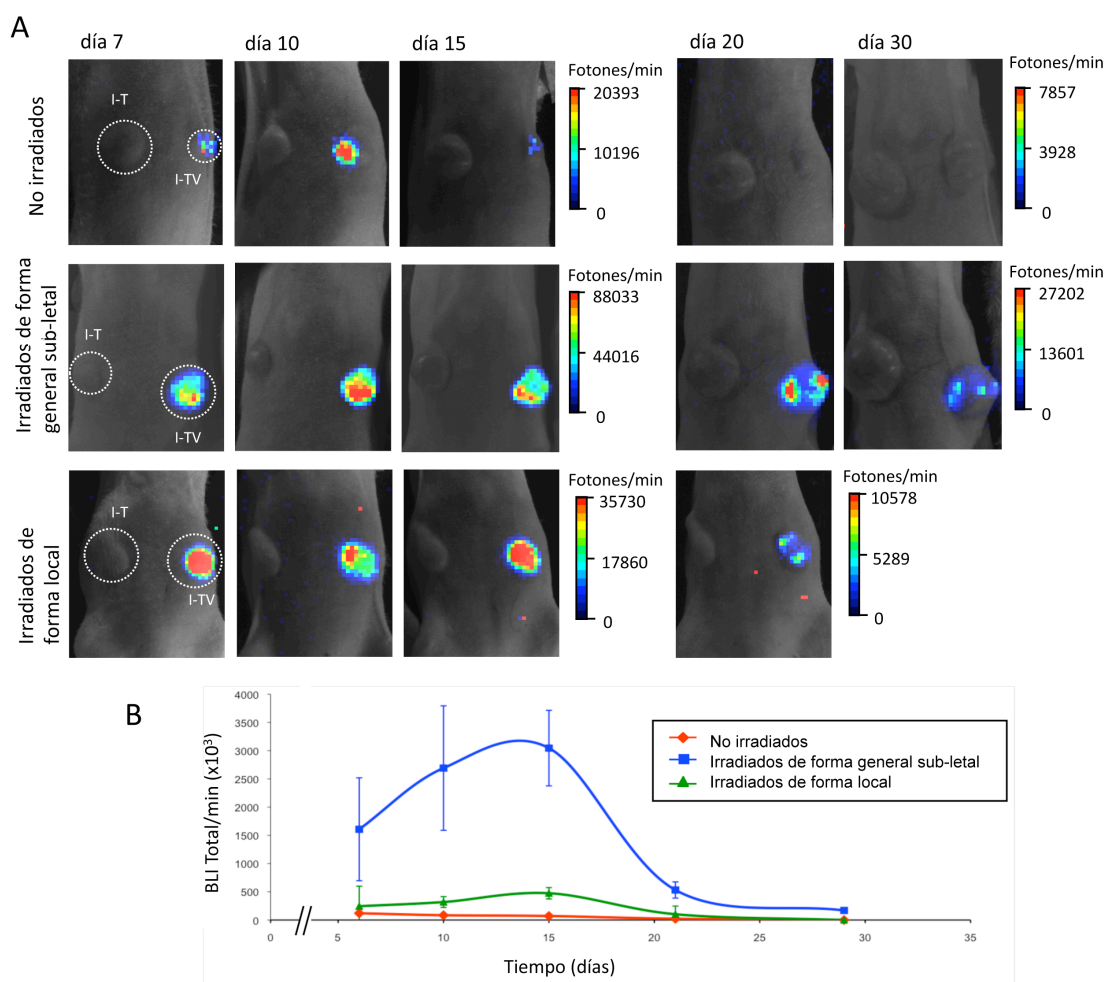 A
día 7
día 10
día 15
día 20
día 30
No irradiados
I-T
I-TV
Fotones/min
20393
10196
0
Fotones/min
7857
3928
0
Irradiados de forma
general sub-letal
I-T
I-TV
Fotones/min
88033
44016
0
Fotones/min
27202
13601
0
Irradiados de
forma local
I-T
I-TV
Fotones/min
35730
17860
0
Fotones/min
10578
5289
0
B
BLI Total/min (x10³)
4000
3500
3000
2500
2000
1500
1000
500
0
0
5
10
15
20
25
30
35
Tiempo (días)
No irradiados
Irradiados de forma general sub-letal
Irradiados de forma local